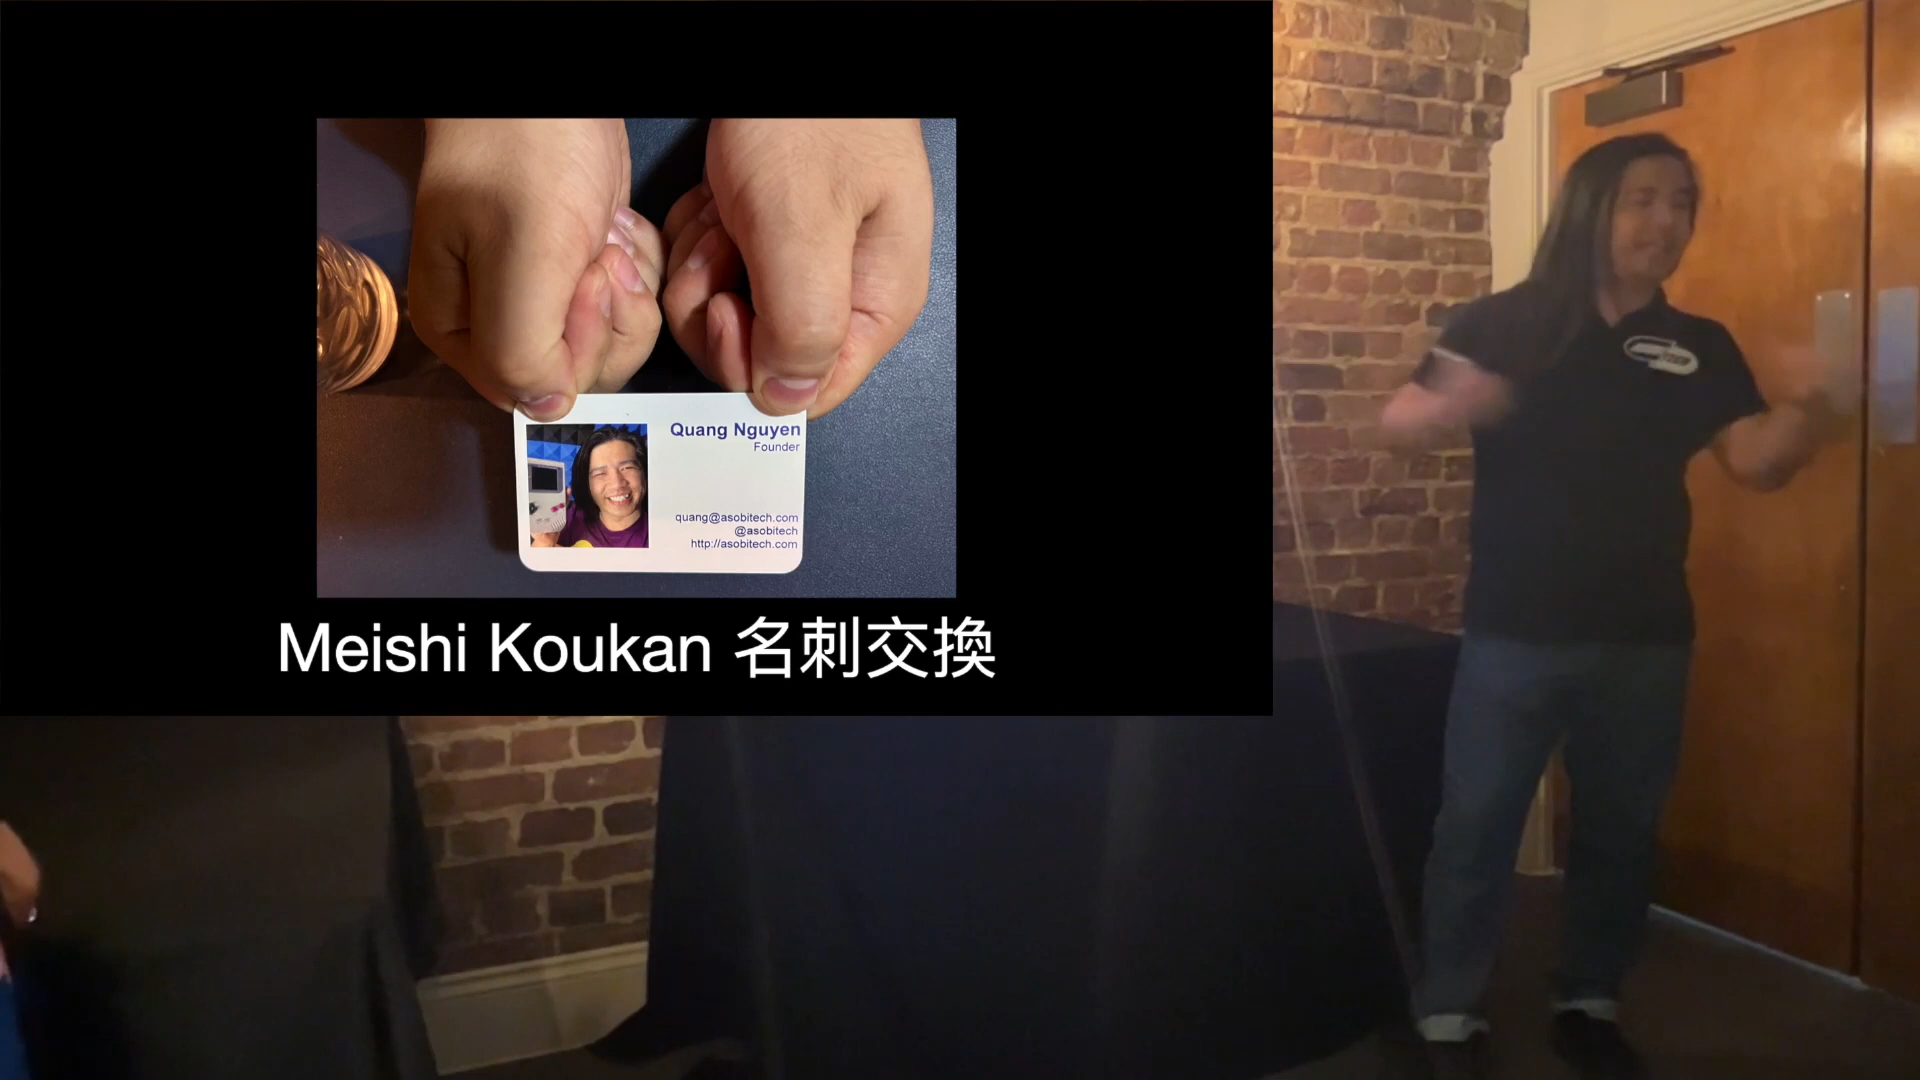 Quang Nguyen
Founder
quang@asobitech.com
@asobitech
http://asobitech.com
Meishi Koukan 名刺交換